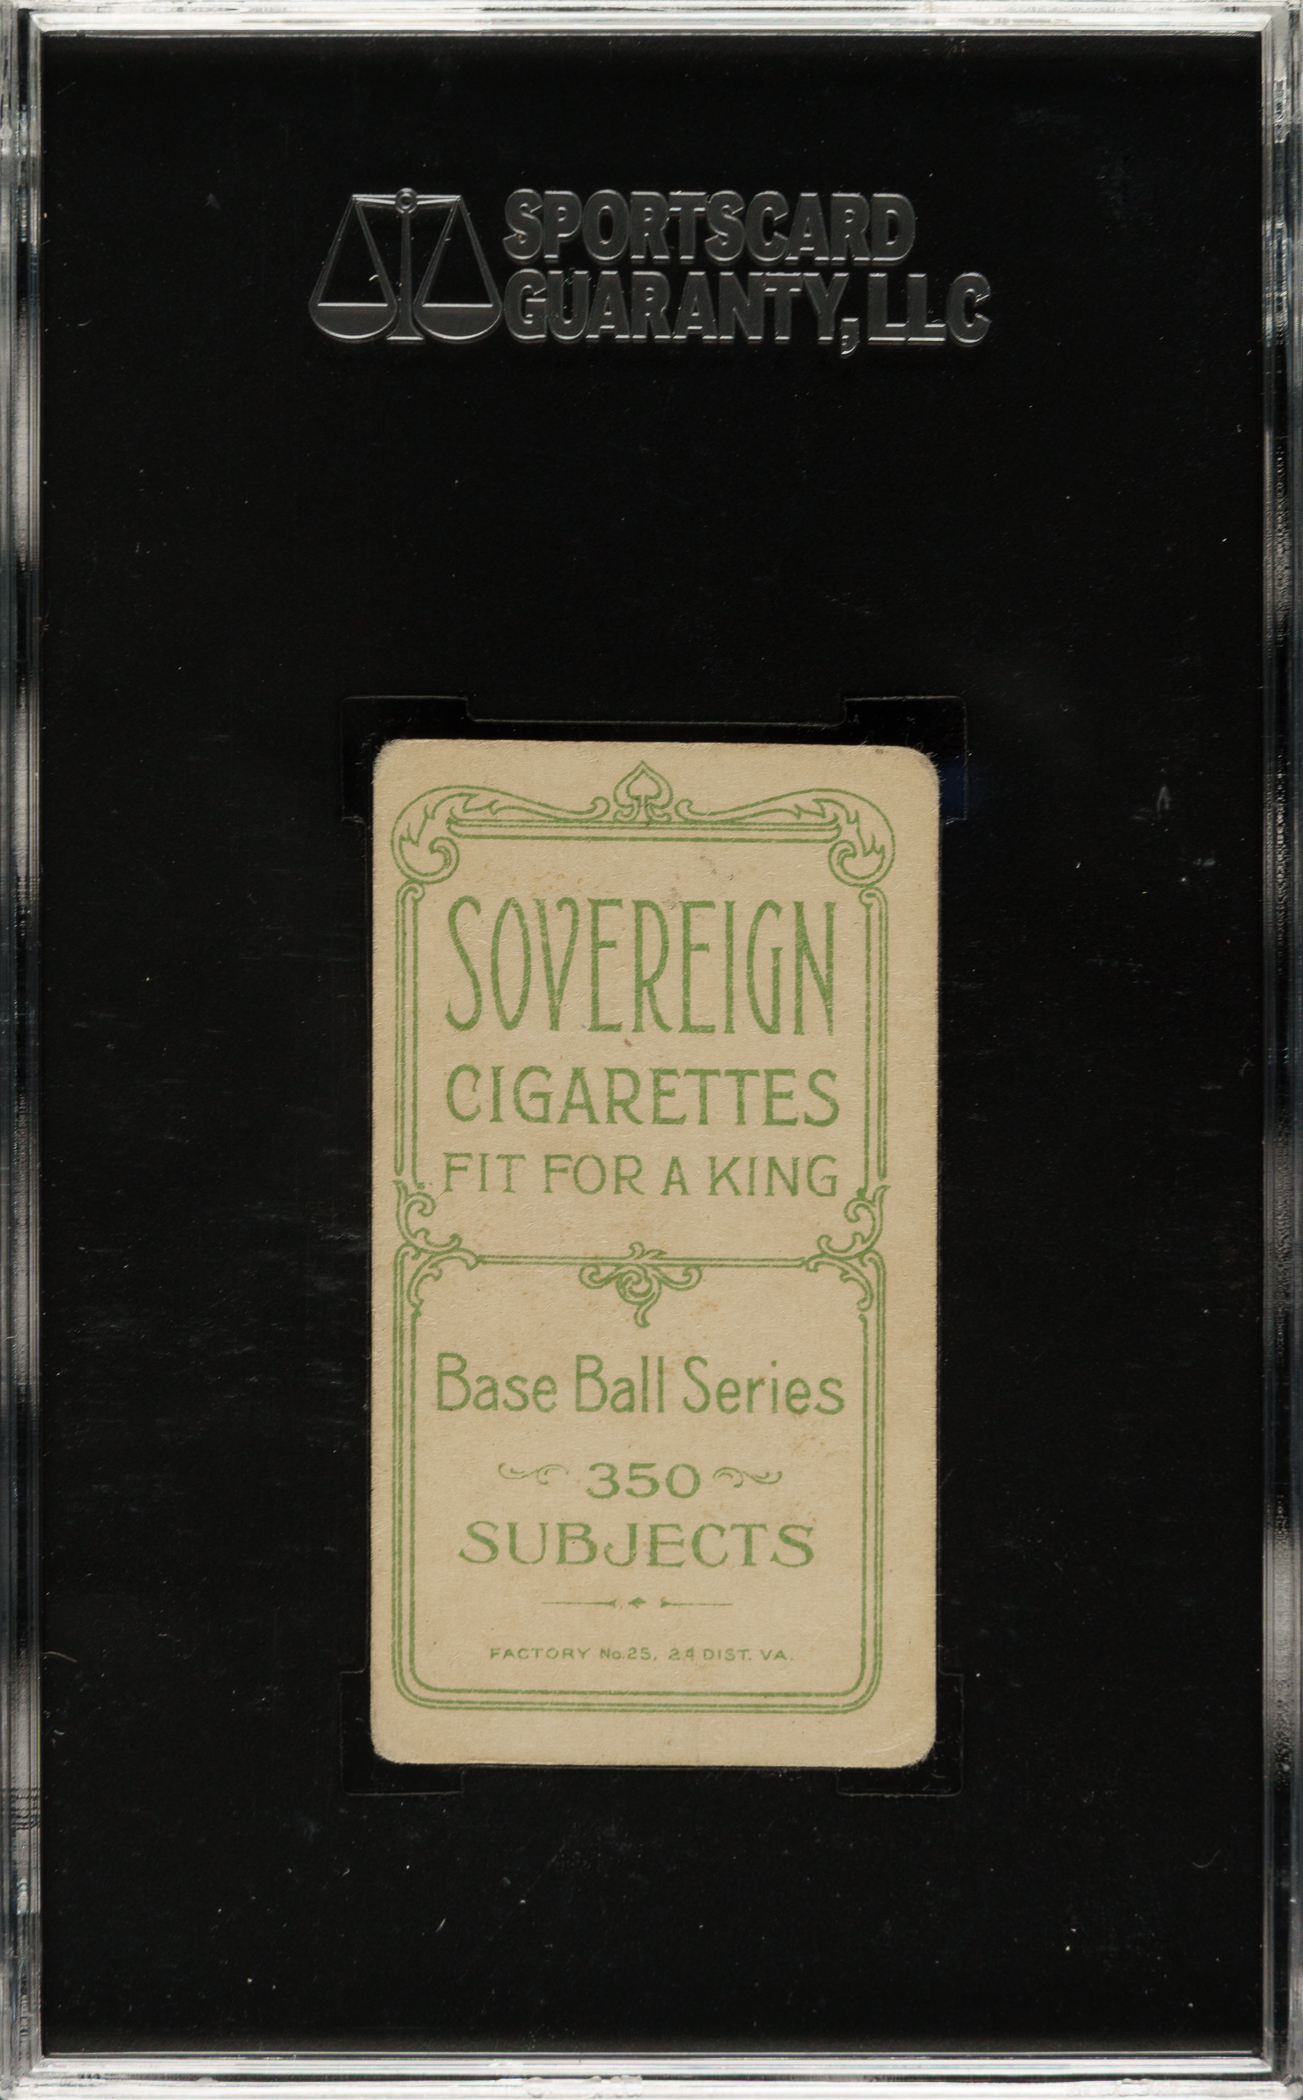 SPORTSCARD
GUARANTY, LLC
SOVEREIGN
CIGARETTES
FIT FOR A KING
Base Ball Series
350
SUBJECTS
FACTORY No. 25, 2d DIST. VA.